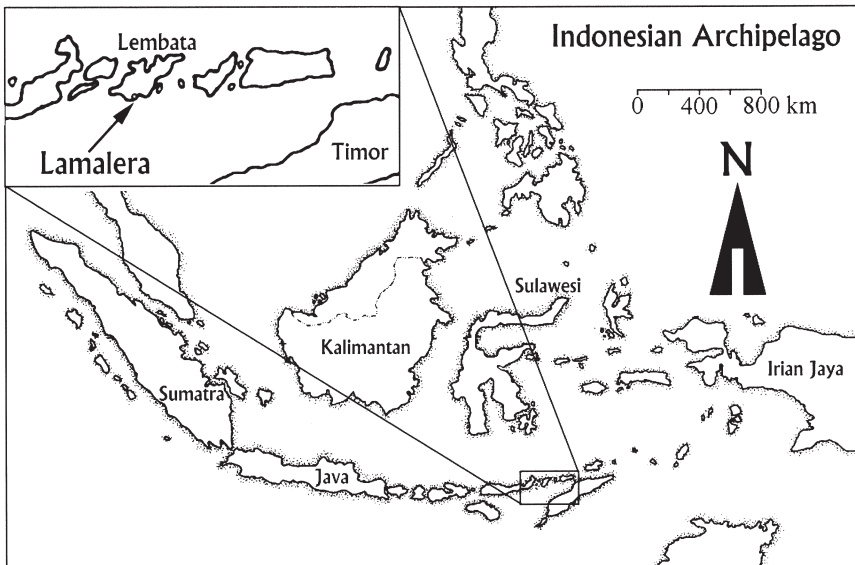 Indonesian Archipelago
0 400 800 km
N
Lembata
Lamalera
Timor
Sulawesi
Kalimantan
Irian Jaya
Sumatra
Java